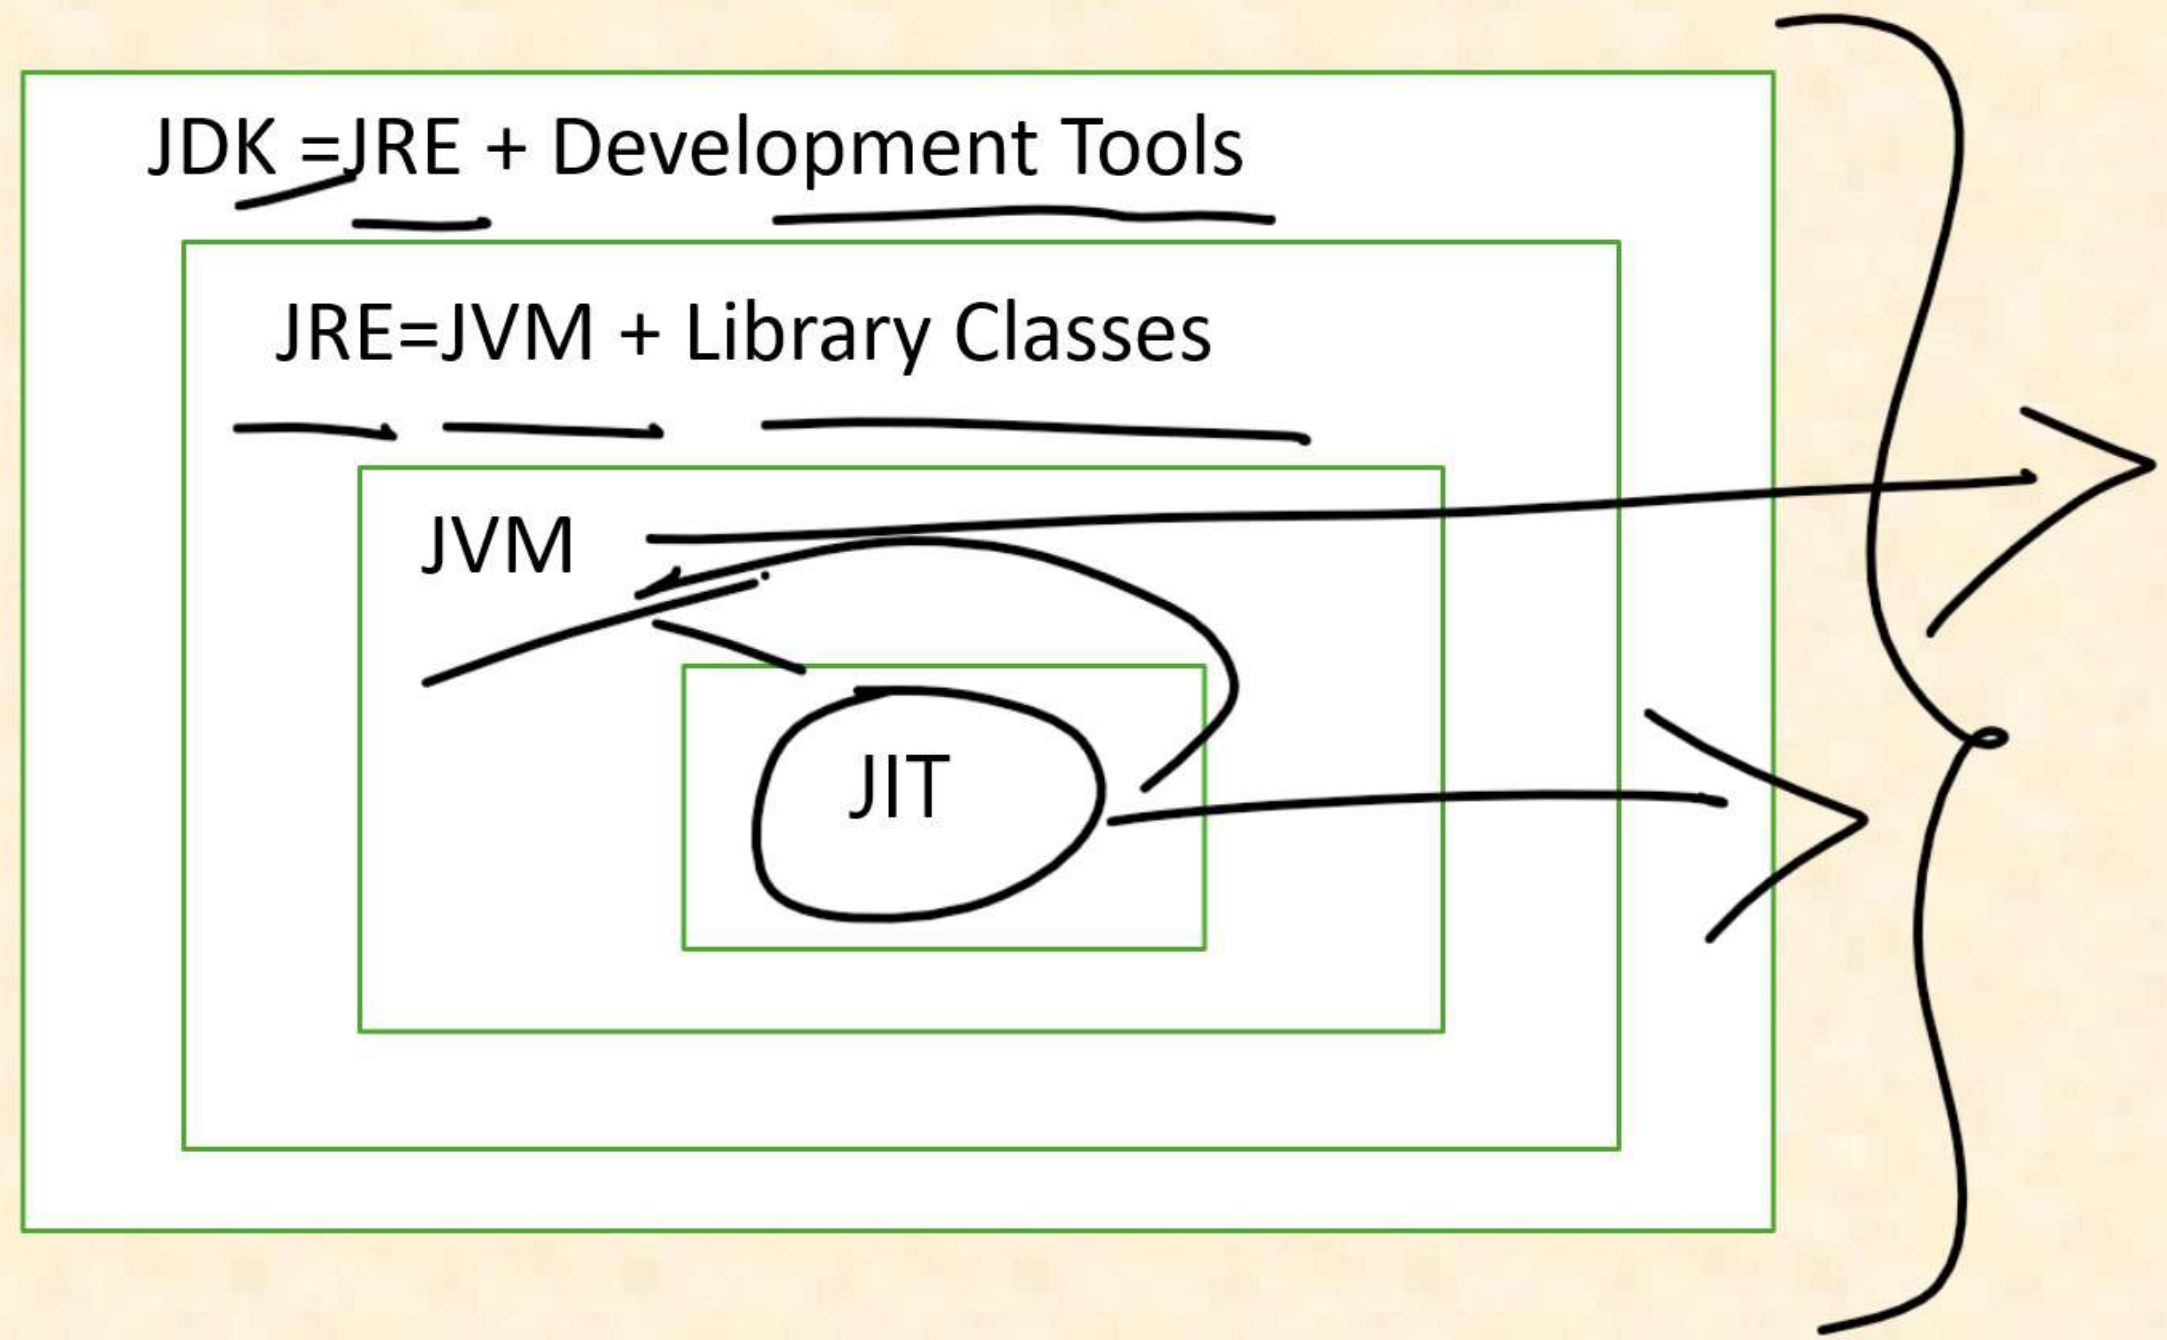 JDK =JRE + Development Tools
JRE=JVM + Library Classes
JVM
JIT